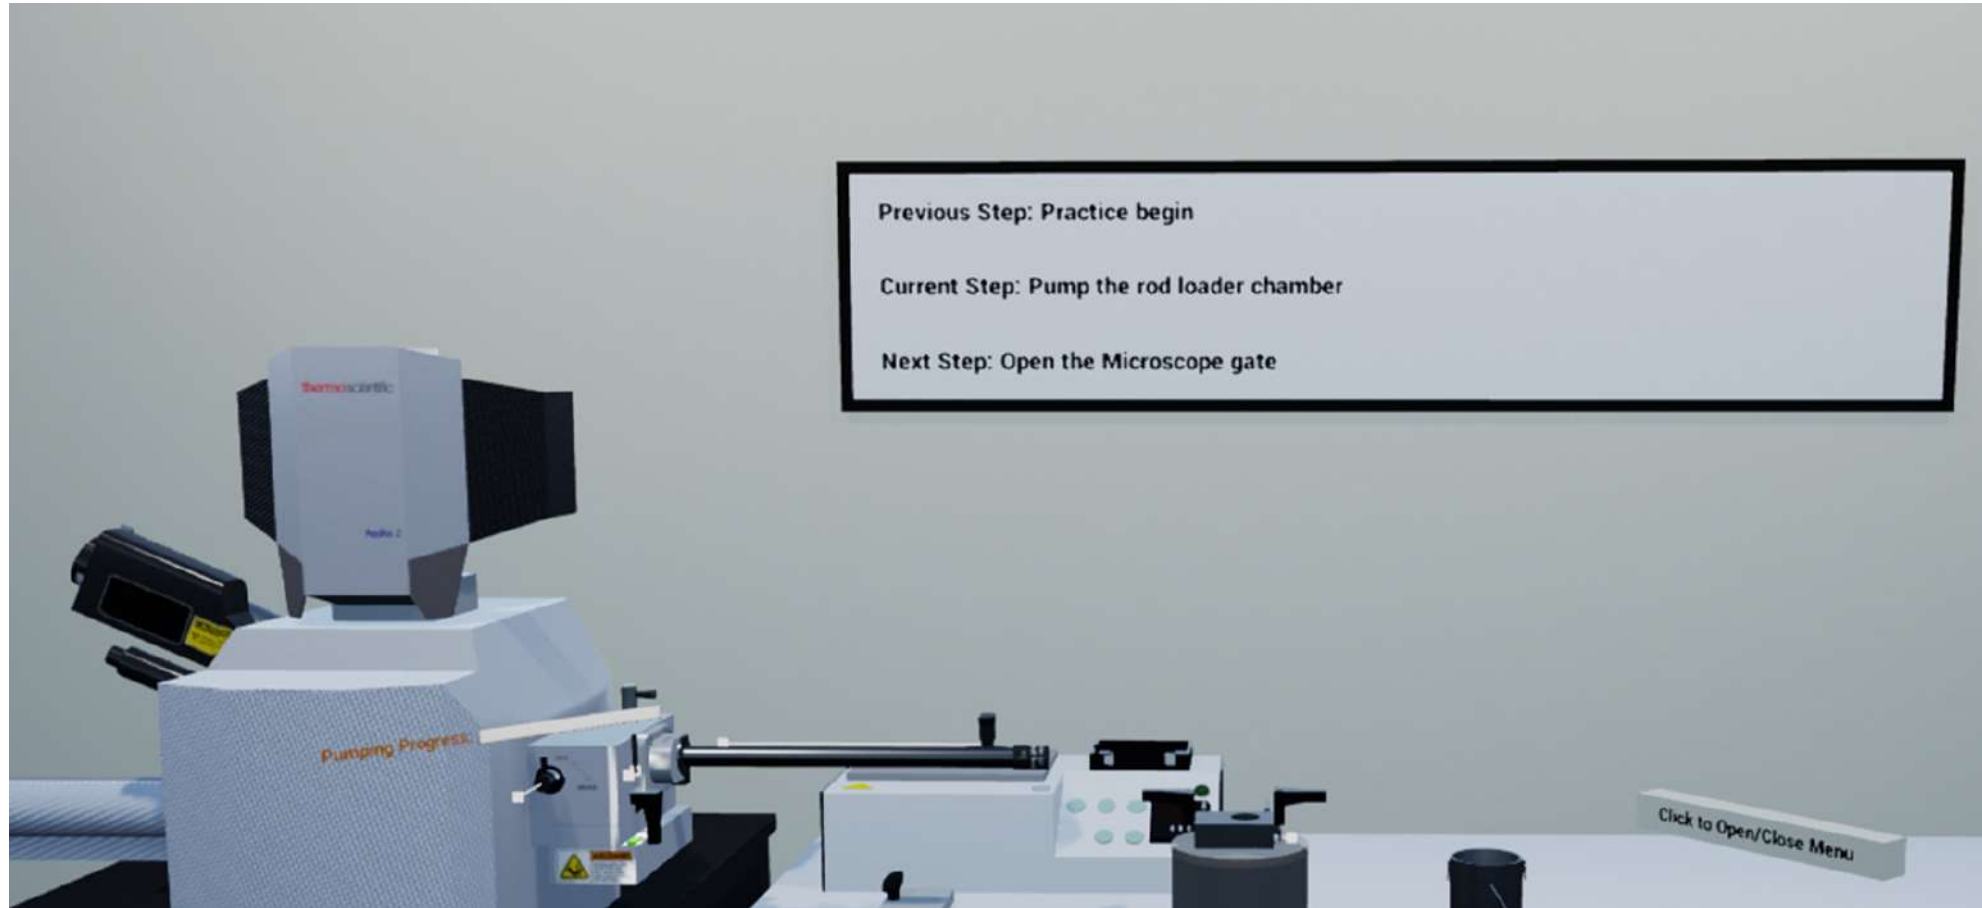 Previous Step: Practice begin
Current Step: Pump the rod loader chamber
Next Step: Open the Microscope gate
thermoscientific
Pumping Progress:
Click to Open/Close Menu